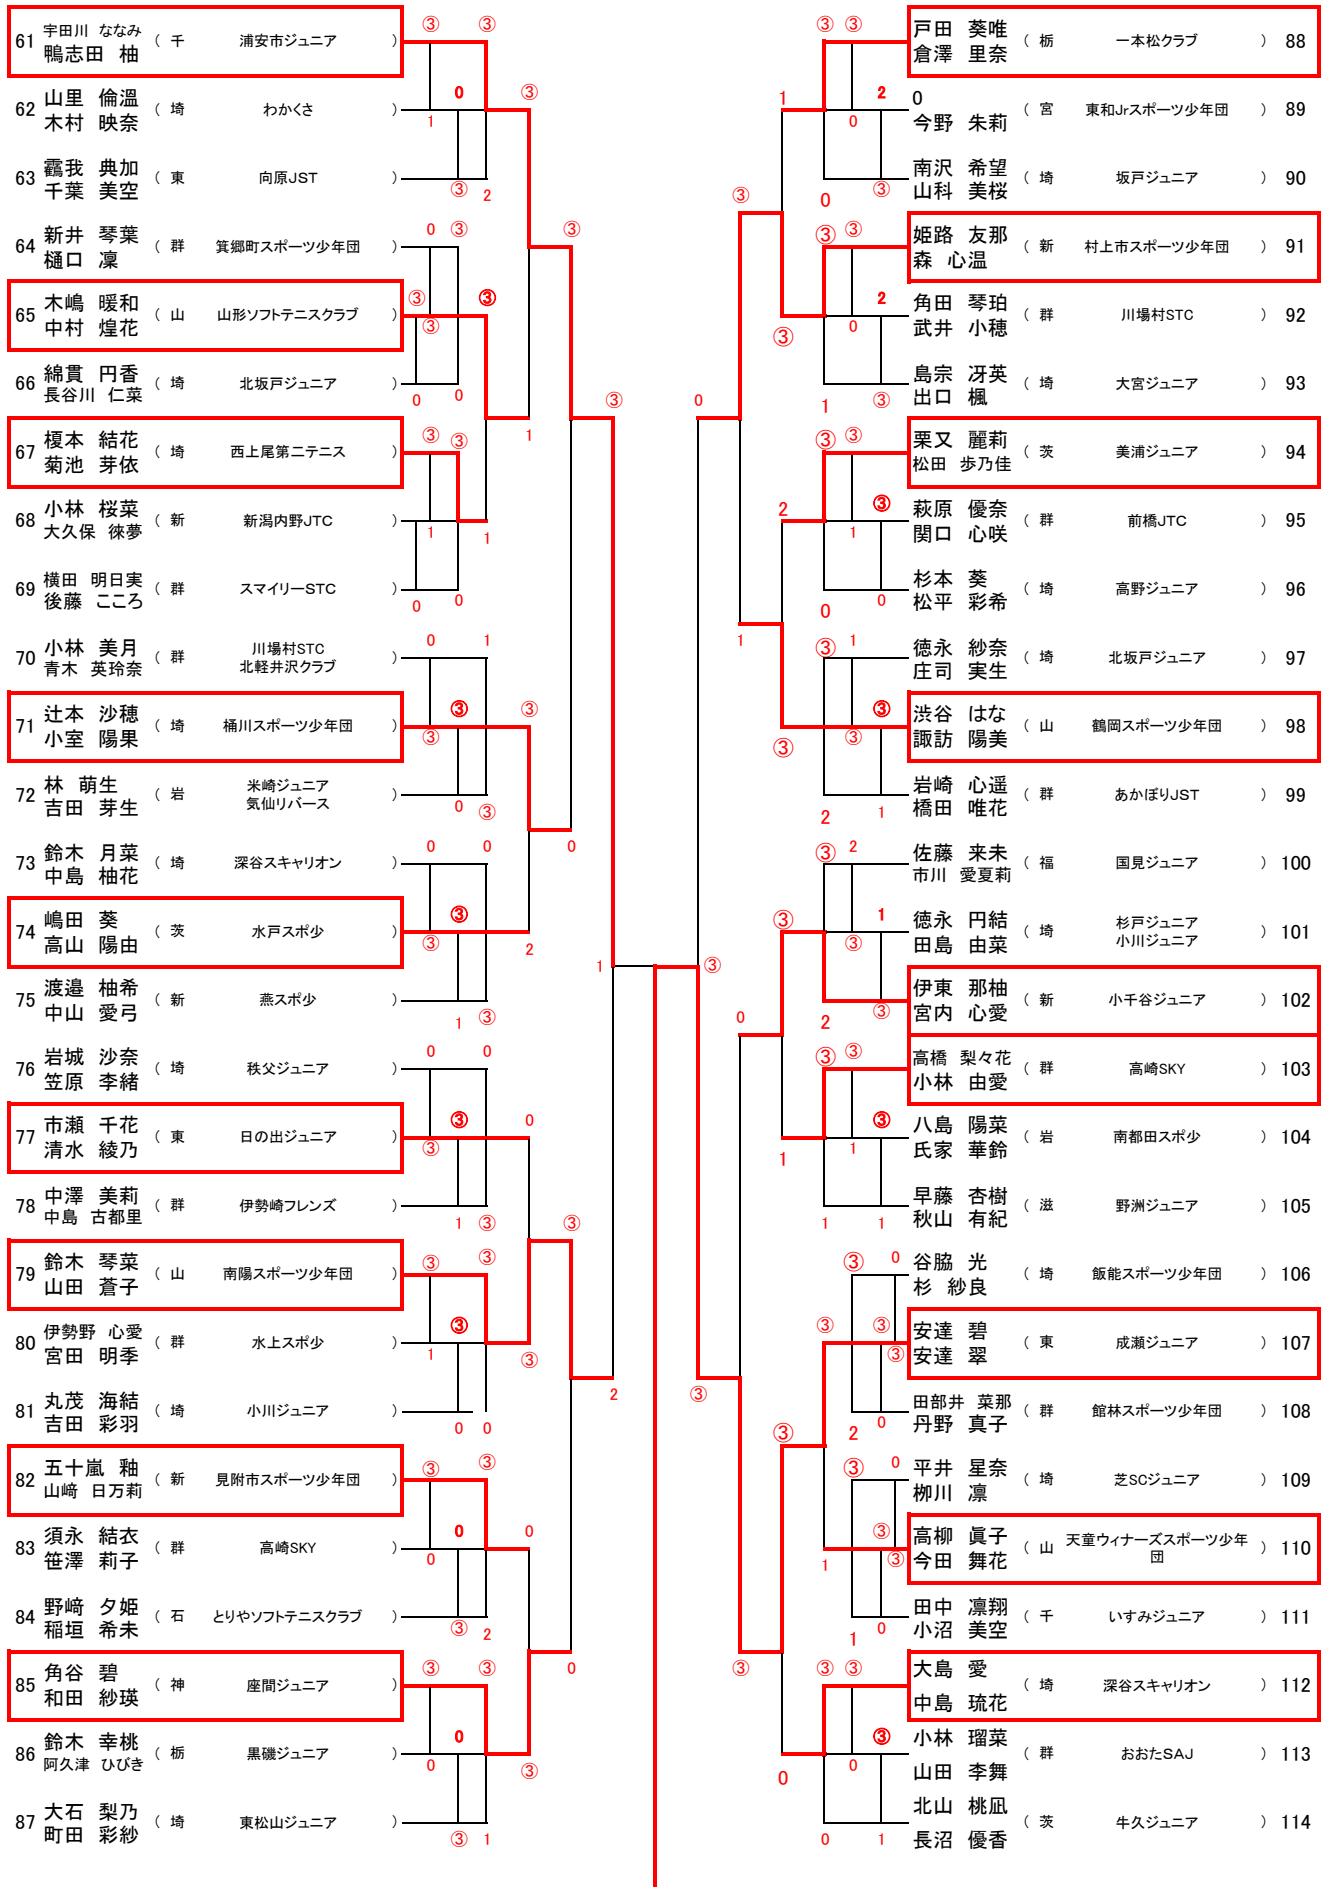 61 宇田川 ななみ 鴨志田 柚 （ 千 浦安市ジュニア ）
62 山里 倫温 木村 映奈 （ 埼 わかくさ ）
63 靍我 典加 千葉 美空 （ 東 向原JST ）
64 新井 琴葉 樋口 凜 （ 群 箕郷町スポーツ少年団 ）
65 木嶋 暖和 中村 煌花 （ 山 山形ソフトテニスクラブ ）
66 綿貫 円香 長谷川 仁菜 （ 埼 北坂戸ジュニア ）
67 榎本 結花 菊池 芽依 （ 埼 西上尾第二テニス ）
68 小林 桜菜 大久保 徠夢 （ 新 新潟内野JTC ）
69 横田 明日実 後藤 こころ （ 群 スマイリーSTC ）
70 小林 美月 青木 英玲奈 （ 群 川場村STC 北軽井沢クラブ ）
71 辻本 沙穂 小室 陽果 （ 埼 桶川スポーツ少年団 ）
72 林 萌生 吉田 芽生 （ 岩 米崎ジュニア 気仙リバース ）
73 鈴木 月菜 中島 柚花 （ 埼 深谷スキャリオン ）
74 嶋田 葵 高山 陽由 （ 茨 水戸スポ少 ）
75 渡邉 柚希 中山 愛弓 （ 新 燕スポ少 ）
76 岩城 沙奈 笠原 李緒 （ 埼 秩父ジュニア ）
77 市瀬 千花 清水 綾乃 （ 東 日の出ジュニア ）
78 中澤 美莉 中島 古都里 （ 群 伊勢崎フレンズ ）
79 鈴木 琴菜 山田 蒼子 （ 山 南陽スポーツ少年団 ）
80 伊勢野 心愛 宮田 明季 （ 群 水上スポ少 ）
81 丸茂 海結 吉田 彩羽 （ 埼 小川ジュニア ）
82 五十嵐 釉 山﨑 日万莉 （ 新 見附市スポーツ少年団 ）
83 須永 結衣 笹澤 莉子 （ 群 高崎SKY ）
84 野﨑 夕姫 稲垣 希未 （ 石 とりやソフトテニスクラブ ）
85 角谷 碧 和田 紗瑛 （ 神 座間ジュニア ）
86 鈴木 幸桃 阿久津 ひびき （ 栃 黒磯ジュニア ）
87 大石 梨乃 町田 彩紗 （ 埼 東松山ジュニア ）
戸田 葵唯 倉澤 里奈 （ 栃 一本松クラブ ） 88
0 今野 朱莉 （ 宮 東和Jrスポーツ少年団 ） 89
南沢 希望 山科 美桜 （ 埼 坂戸ジュニア ） 90
姫路 友那 森 心温 （ 新 村上市スポーツ少年団 ） 91
角田 琴珀 武井 小穂 （ 群 川場村STC ） 92
島宗 冴英 出口 楓 （ 埼 大宮ジュニア ） 93
栗又 麗莉 松田 歩乃佳 （ 茨 美浦ジュニア ） 94
萩原 優奈 関口 心咲 （ 群 前橋JTC ） 95
杉本 葵 松平 彩希 （ 埼 高野ジュニア ） 96
徳永 紗奈 庄司 実生 （ 埼 北坂戸ジュニア ） 97
渋谷 はな 諏訪 陽美 （ 山 鶴岡スポーツ少年団 ） 98
岩崎 心遥 橋田 唯花 （ 群 あかぼりJST ） 99
佐藤 来未 市川 愛夏莉 （ 福 国見ジュニア ） 100
徳永 円結 田島 由菜 （ 埼 杉戸ジュニア 小川ジュニア ） 101
伊東 那柚 宮内 心愛 （ 新 小千谷ジュニア ） 102
高橋 梨々花 小林 由愛 （ 群 高崎SKY ） 103
八島 陽菜 氏家 華鈴 （ 岩 南都田スポ少 ） 104
早藤 杏樹 秋山 有紀 （ 滋 野洲ジュニア ） 105
谷脇 光 杉 紗良 （ 埼 飯能スポーツ少年団 ） 106
安達 碧 安達 翠 （ 東 成瀬ジュニア ） 107
田部井 菜那 丹野 真子 （ 群 館林スポーツ少年団 ） 108
平井 星奈 栁川 凛 （ 埼 芝SCジュニア ） 109
高柳 眞子 今田 舞花 （ 山 天童ウィナーズスポーツ少年団 ） 110
田中 凛翔 小沼 美空 （ 千 いすみジュニア ） 111
大島 愛 中島 琉花 （ 埼 深谷スキャリオン ） 112
小林 瑠菜 山田 李舞 （ 群 おおたSAJ ） 113
北山 桃凪 長沼 優香 （ 茨 牛久ジュニア ） 114